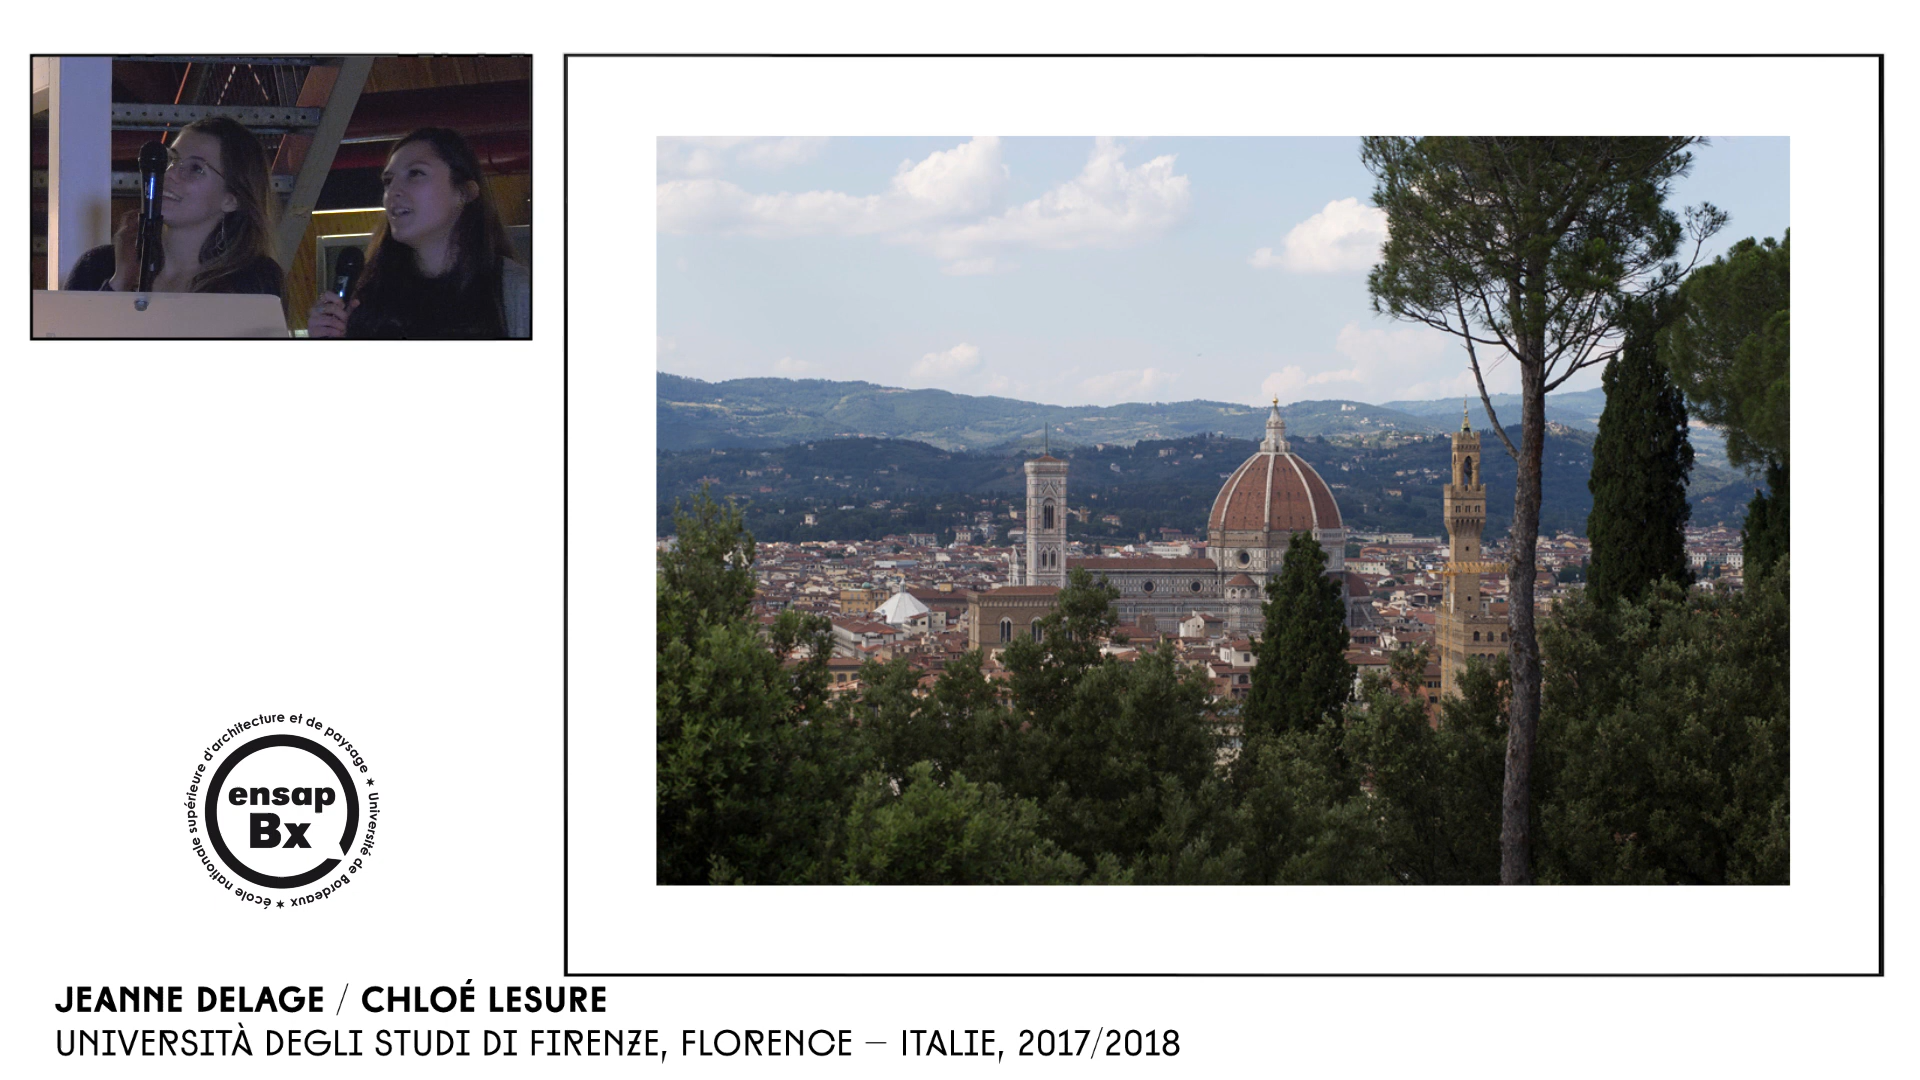 école nationale supérieure d'architecture et de paysage ✶ Université de Bordeaux ✶
ensap
Bx
JEANNE DELAGE / CHLOÉ LESURE
UNIVERSITÀ DEGLI STUDI DI FIRENZE, FLORENCE — ITALIE, 2017/2018